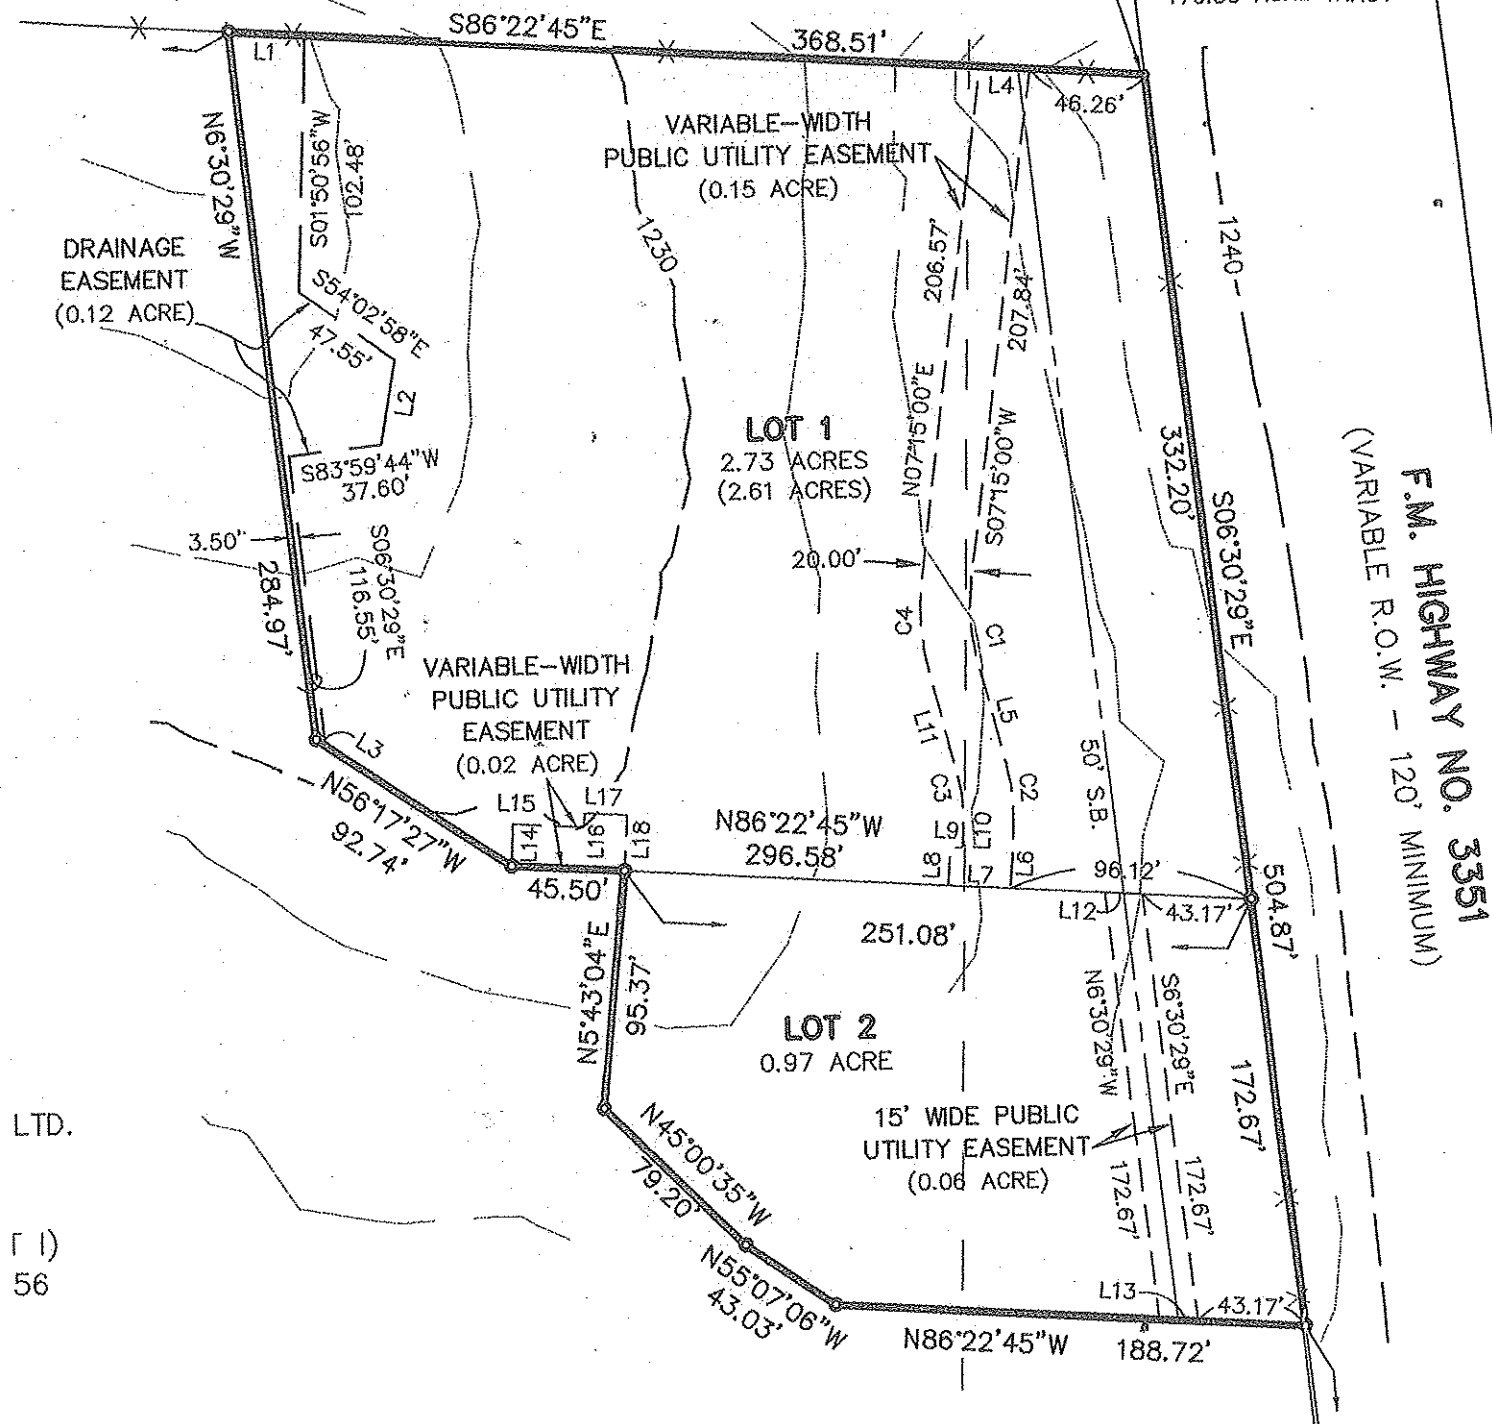 S86°22'45"E
368.51'
L1
L4
46.26'
N6°30'29"W
S01°50'56"W
102.48'
VARIABLE-WIDTH
PUBLIC UTILITY EASEMENT
(0.15 ACRE)
1230
1240
DRAINAGE
EASEMENT
(0.12 ACRE)
S54°02'58"E
47.55'
L2
206.57'
207.84'
N07°15'00"E
S07°15'00"W
LOT 1
2.73 ACRES
(2.61 ACRES)
S83°59'44"W
37.60'
332.20'
S06°30'29"E
F.M. HIGHWAY NO. 3351
(VARIABLE R.O.W. - 120' MINIMUM)
3.50"
284.97'
S06°30'29"E
116.55'
20.00'
C4
C1
VARIABLE-WIDTH
PUBLIC UTILITY
EASEMENT
(0.02 ACRE)
L11
L5
50' S.B.
L3
N56°17'27"W
92.74'
L15
L17
L14
L16
L18
45.50'
N86°22'45"W
296.58'
C3
C2
L9
L10
L8
L7
L6
96.12'
L12
43.17'
504.87'
251.08'
N5°43'04"E
95.37'
LOT 2
0.97 ACRE
N6°30'29"W
S6°30'29"E
172.67'
15' WIDE PUBLIC
UTILITY EASEMENT
(0.06 ACRE)
172.67'
172.67'
LTD.
N45°00'35"W
79.20'
N55°07'06"W
43.03'
L13
43.17'
N86°22'45"W
188.72'
I)
56